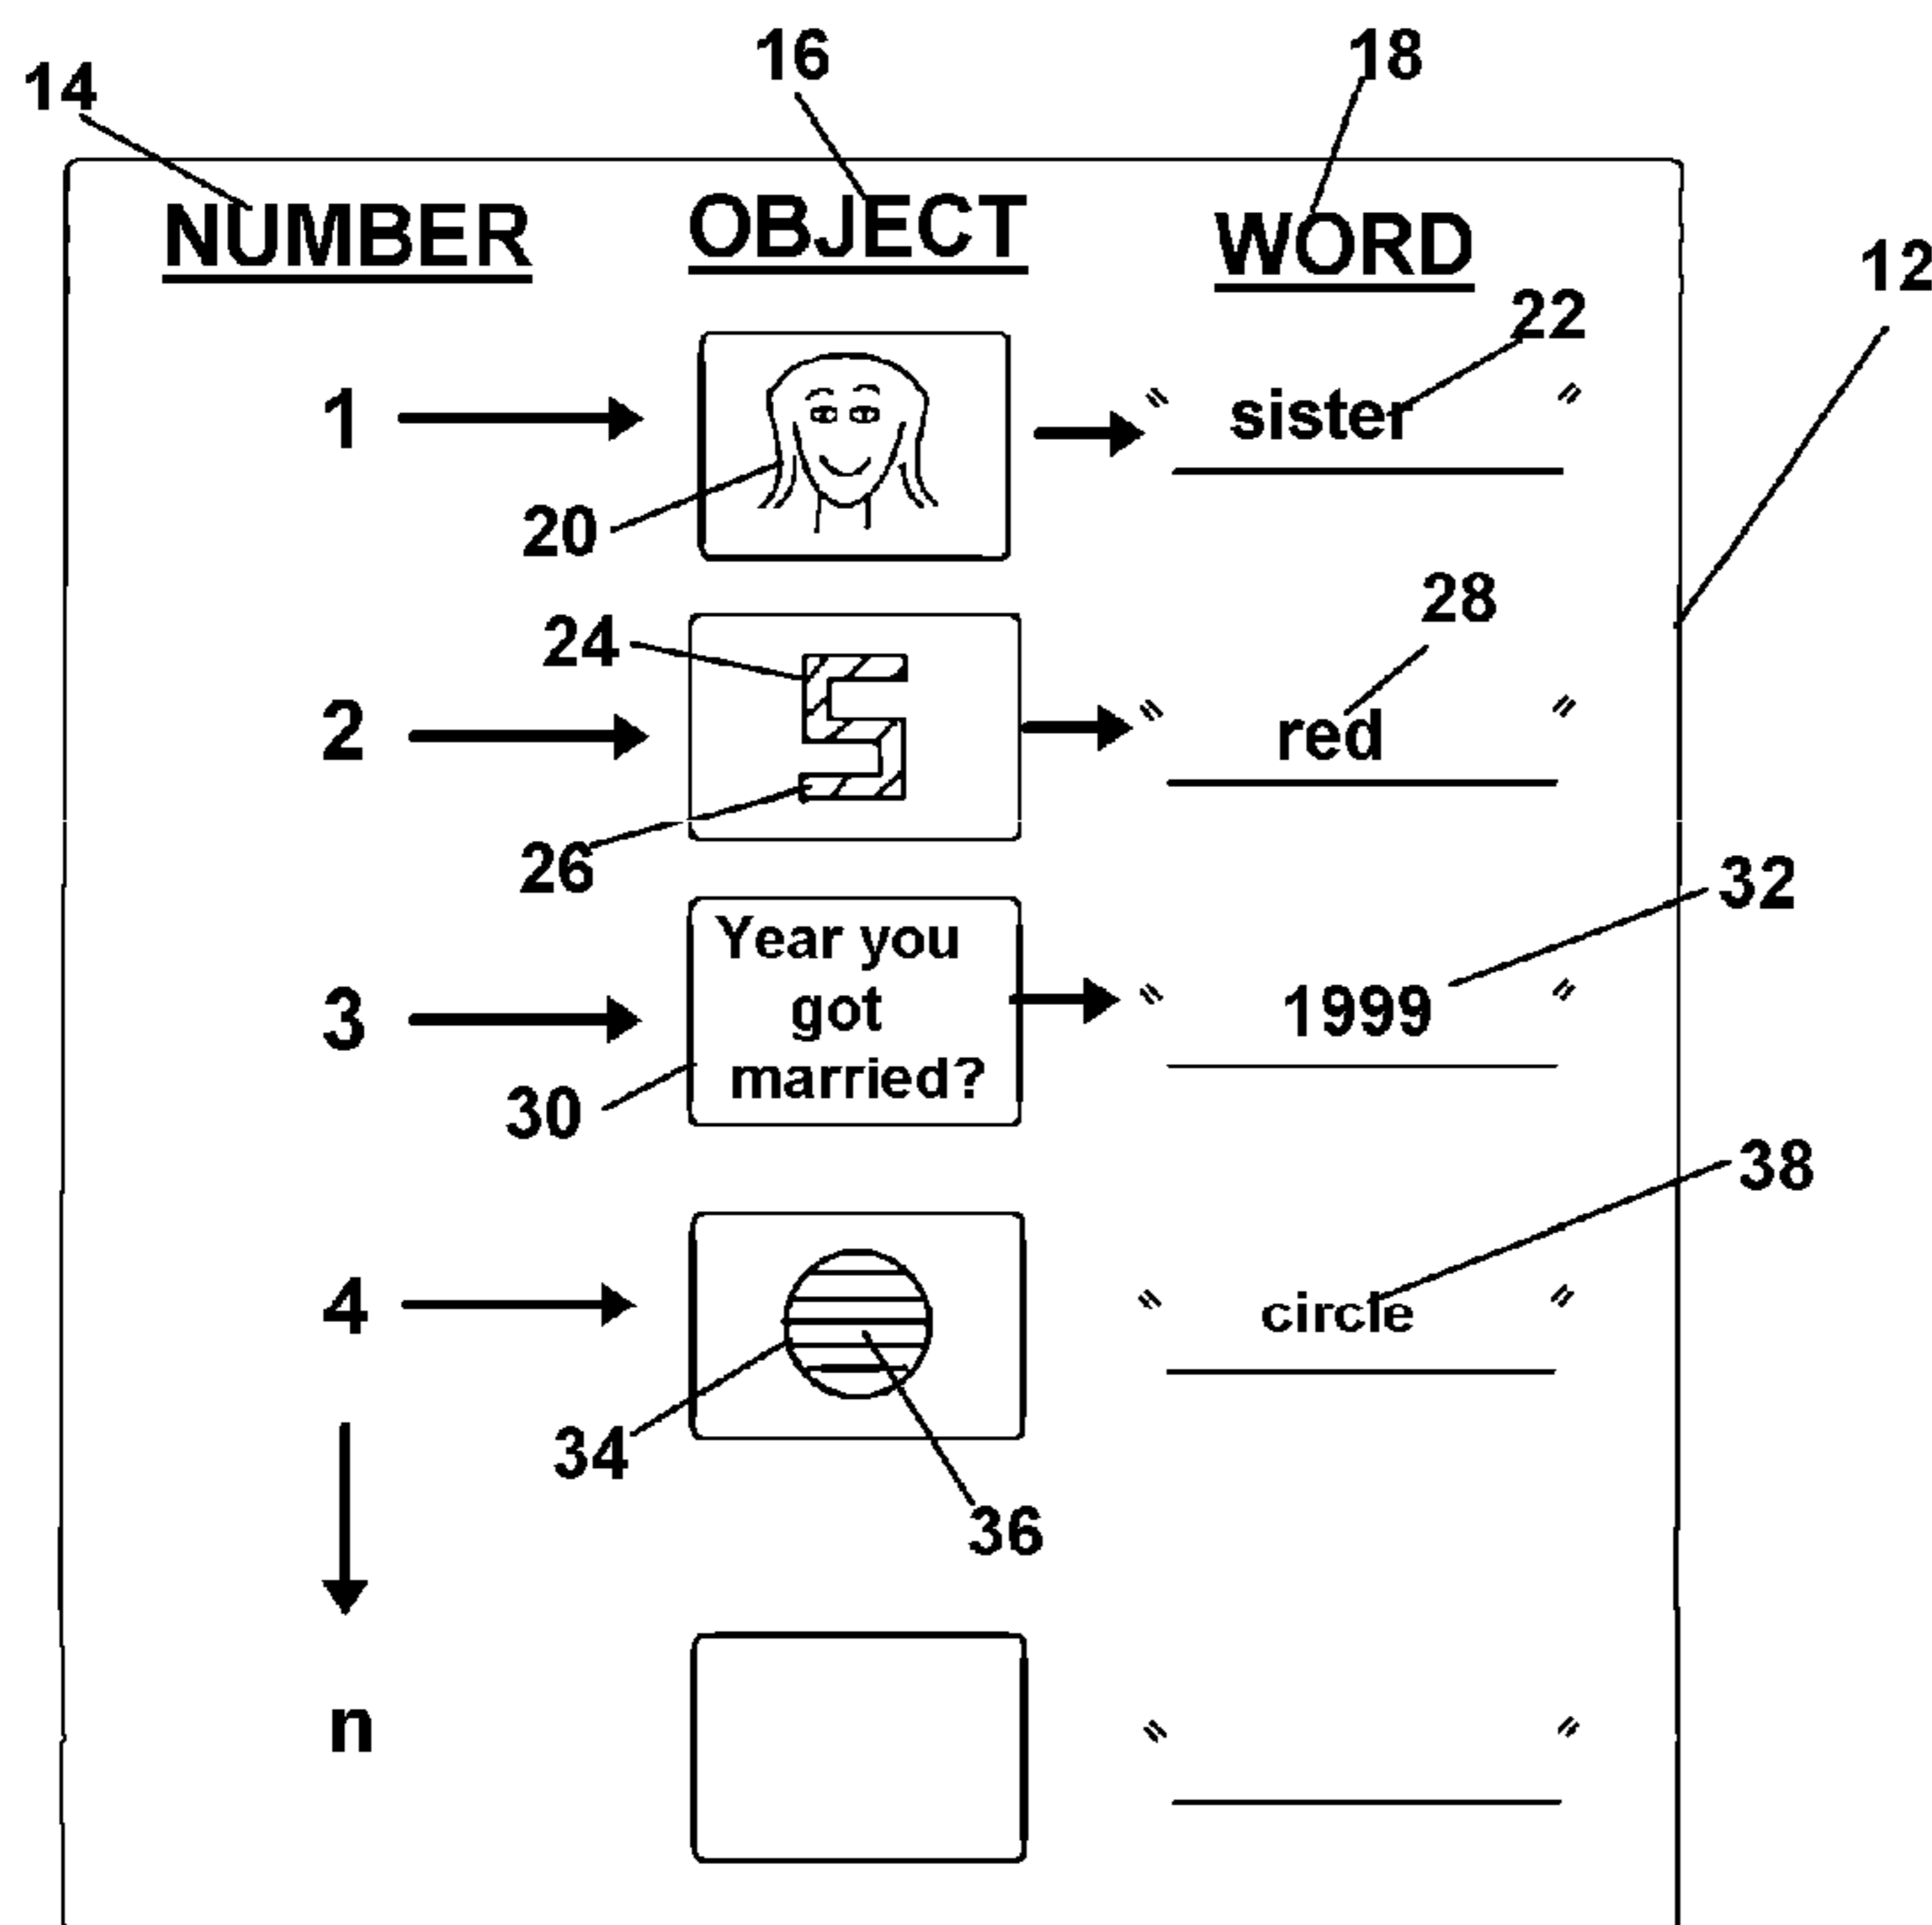 16
18
14
NUMBER
OBJECT
WORD
12
22
1
" sister "
20
24
28
2
5
" red "
26
32
Year you
got
married?
3
" 1999 "
30
38
4
" circle "
34
36
n
" "